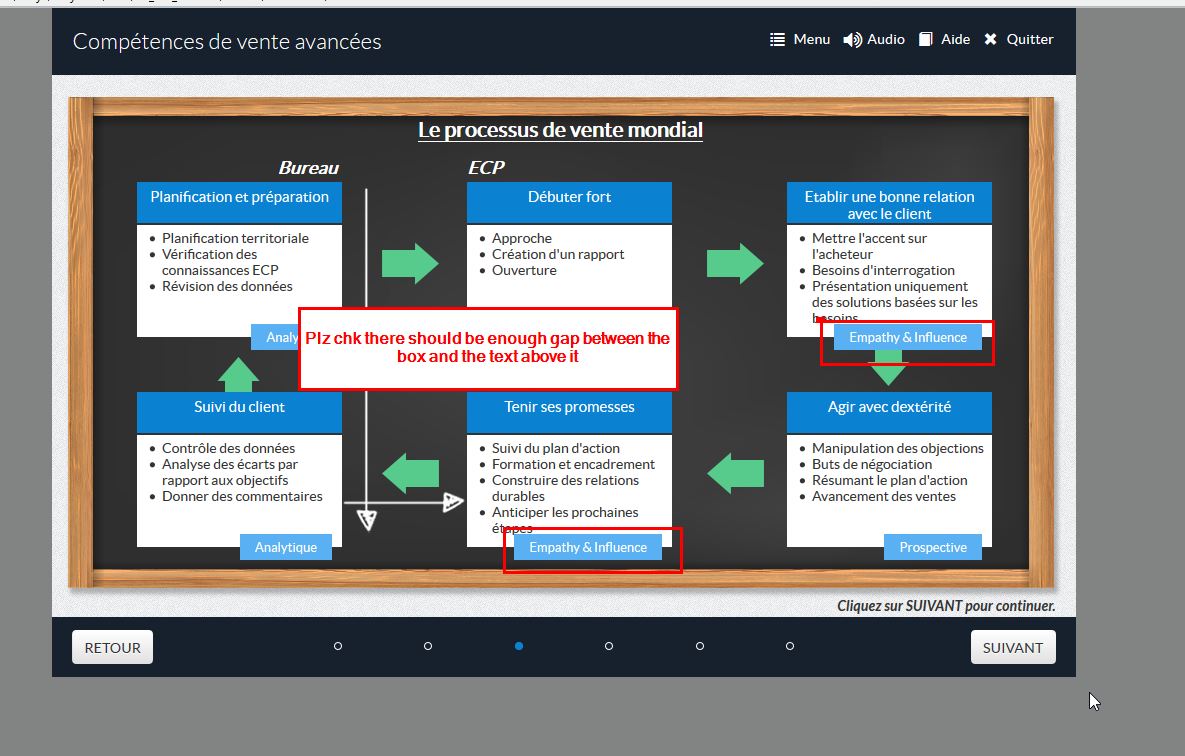 Compétences de vente avancées
Menu
Audio
Aide
Quitter
Le processus de vente mondial
Bureau
ECP
Planification et préparation
Planification territoriale
Vérification des
connaissances ECP
Révision des données
Débuter fort
Approche
Création d'un rapport
Ouverture
Etablir une bonne relation
avec le client
Mettre l'accent sur
l'acheteur
Besoins d'interrogation
Présentation uniquement
des solutions basées sur les
besoins
Empathy & Influence
Plz chk there should be enough gap between the
box and the text above it
Suivi du client
Contrôle des données
Analyse des écarts par
rapport aux objectifs
Donner des commentaires
Analytique
Tenir ses promesses
Suivi du plan d'action
Formation et encadrement
Construire des relations
durables
Anticiper les prochaines
étapes
Empathy & Influence
Agir avec dextérité
Manipulation des objections
Buts de négociation
Résumant le plan d'action
Avancement des ventes
Prospective
Cliquez sur SUIVANT pour continuer.
RETOUR
SUIVANT